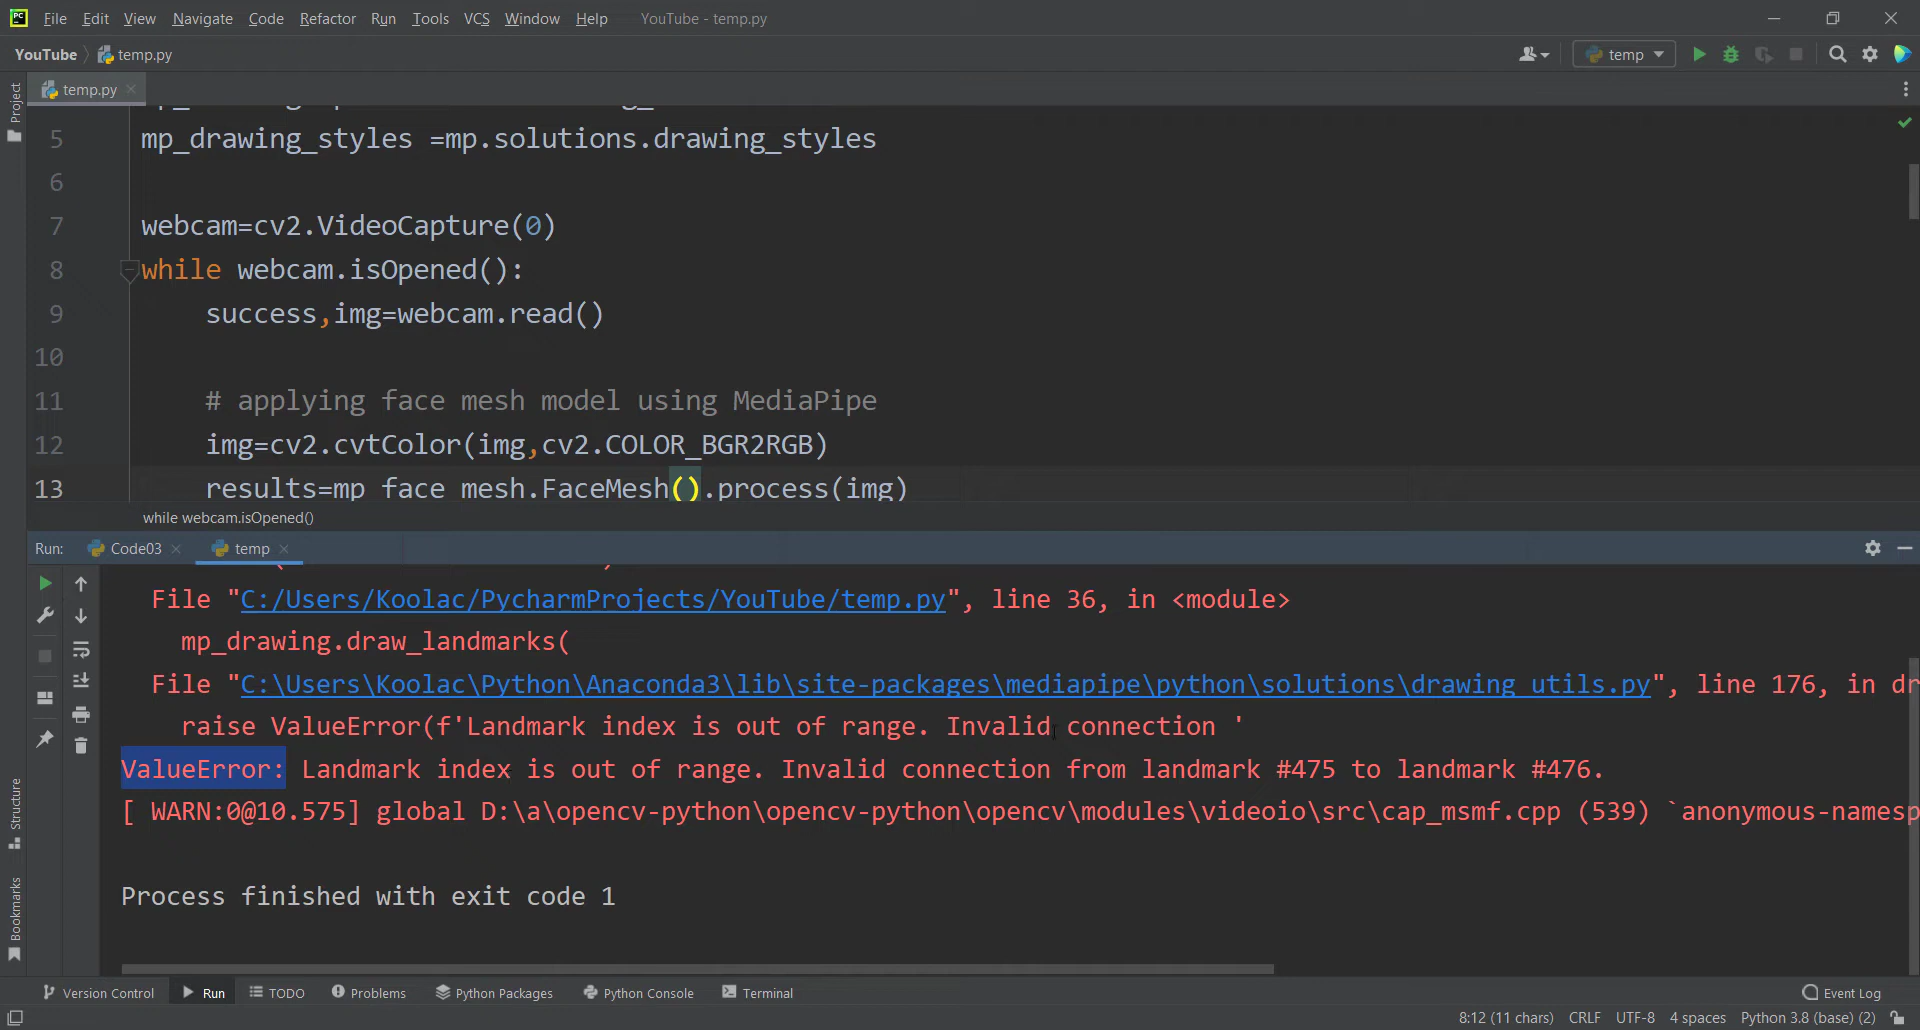 File Edit View Navigate Code Refactor Run Tools VCS Window Help YouTube - temp.py
YouTube temp.py temp
Project
temp.py
5 mp_drawing_styles =mp.solutions.drawing_styles
6
7 webcam=cv2.VideoCapture(0)
8 while webcam.isOpened():
9 success,img=webcam.read()
10
11 # applying face mesh model using MediaPipe
12 img=cv2.cvtColor(img,cv2.COLOR_BGR2RGB)
13 results=mp_face_mesh.FaceMesh().process(img)
while webcam.isOpened()
Run: Code03 temp
File "C:/Users/Koolac/PycharmProjects/YouTube/temp.py", line 36, in <module>
mp_drawing.draw_landmarks(
File "C:\Users\Koolac\Python\Anaconda3\lib\site-packages\mediapipe\python\solutions\drawing_utils.py", line 176, in dr
raise ValueError(f'Landmark index is out of range. Invalid connection '
ValueError: Landmark index is out of range. Invalid connection from landmark #475 to landmark #476.
[ WARN:0@10.575] global D:\a\opencv-python\opencv-python\opencv\modules\videoio\src\cap_msmf.cpp (539) `anonymous-namesp
Process finished with exit code 1
Structure
Bookmarks
Version Control Run TODO Problems Python Packages Python Console Terminal Event Log
8:12 (11 chars) CRLF UTF-8 4 spaces Python 3.8 (base) (2)